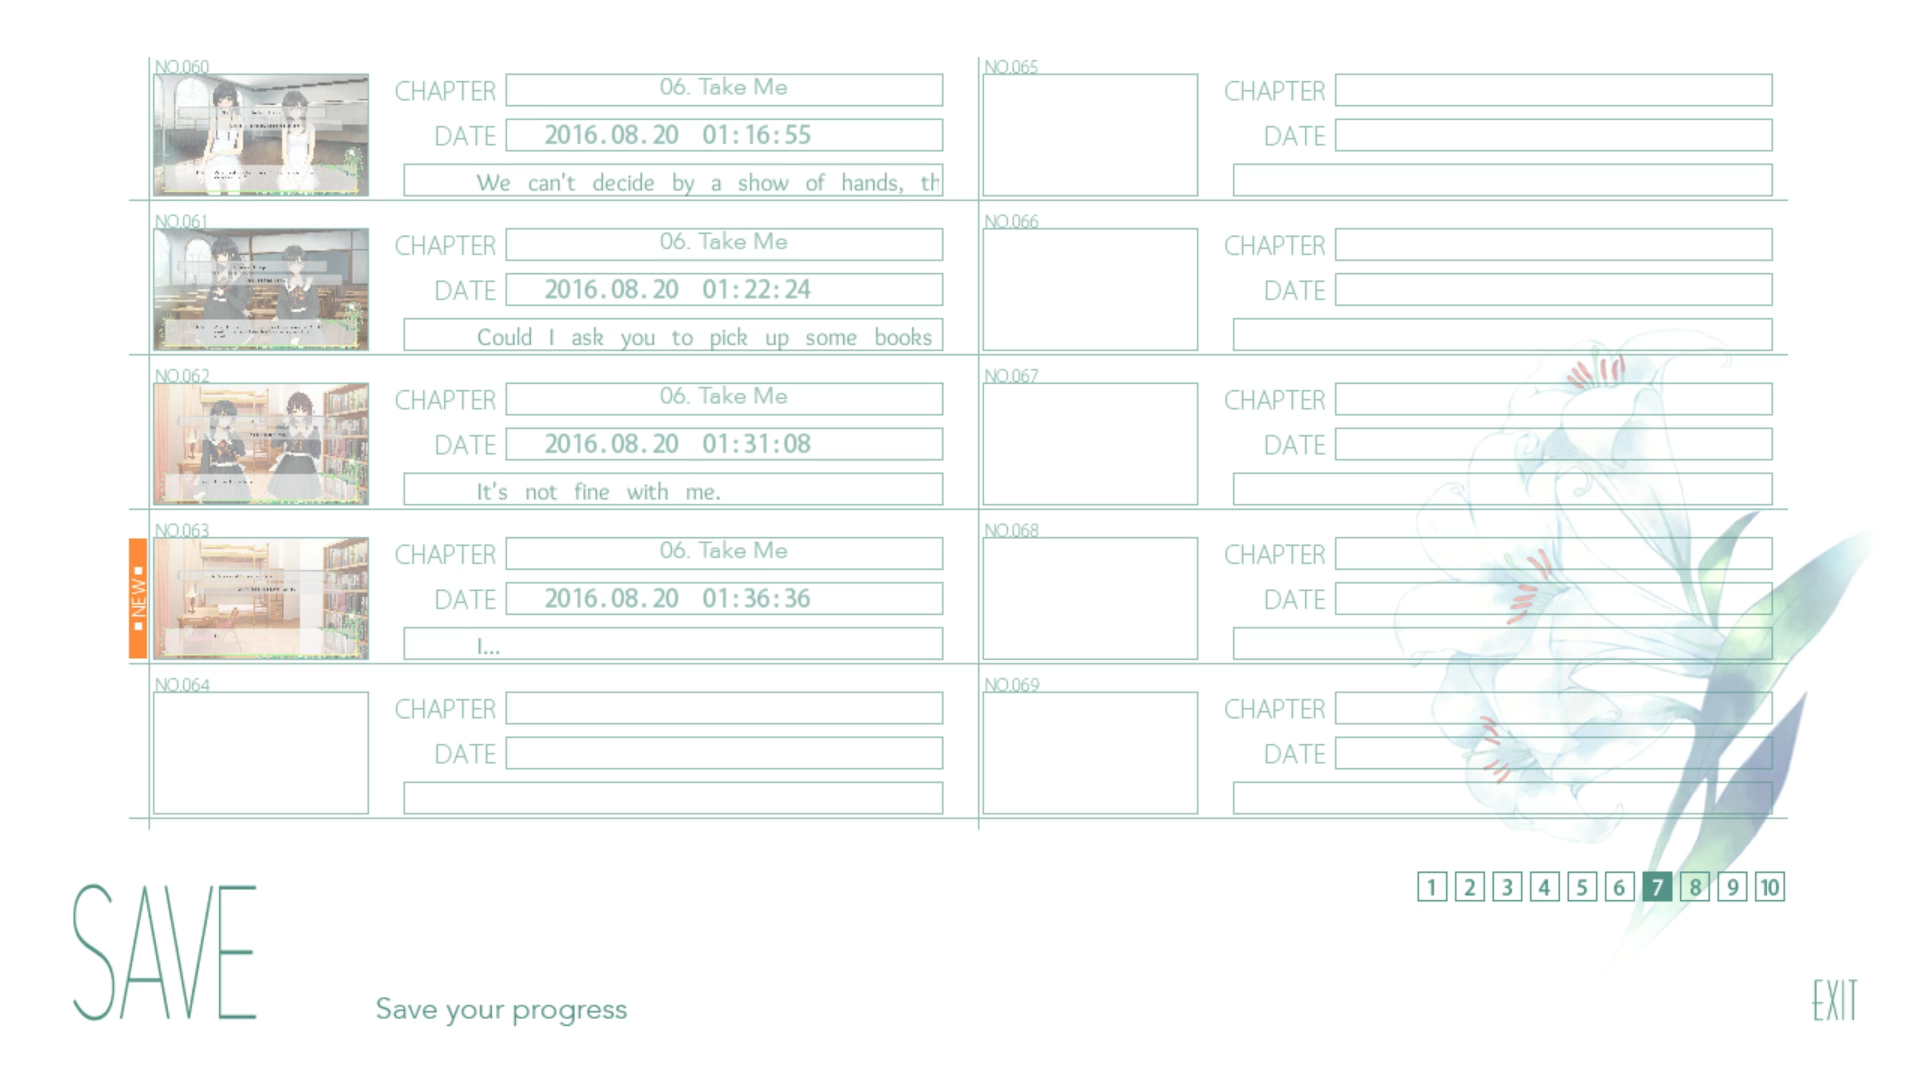 NO.060
CHAPTER 06. Take Me
DATE 2016.08.20 01:16:55
We can't decide by a show of hands, th
NO.061
CHAPTER 06. Take Me
DATE 2016.08.20 01:22:24
Could I ask you to pick up some books
NO.062
CHAPTER 06. Take Me
DATE 2016.08.20 01:31:08
It's not fine with me.
NO.063
NEW
CHAPTER 06. Take Me
DATE 2016.08.20 01:36:36
I...
NO.064
CHAPTER
DATE
NO.065
CHAPTER
DATE
NO.066
CHAPTER
DATE
NO.067
CHAPTER
DATE
NO.068
CHAPTER
DATE
NO.069
CHAPTER
DATE
1 2 3 4 5 6 7 8 9 10
SAVE
Save your progress
EXIT